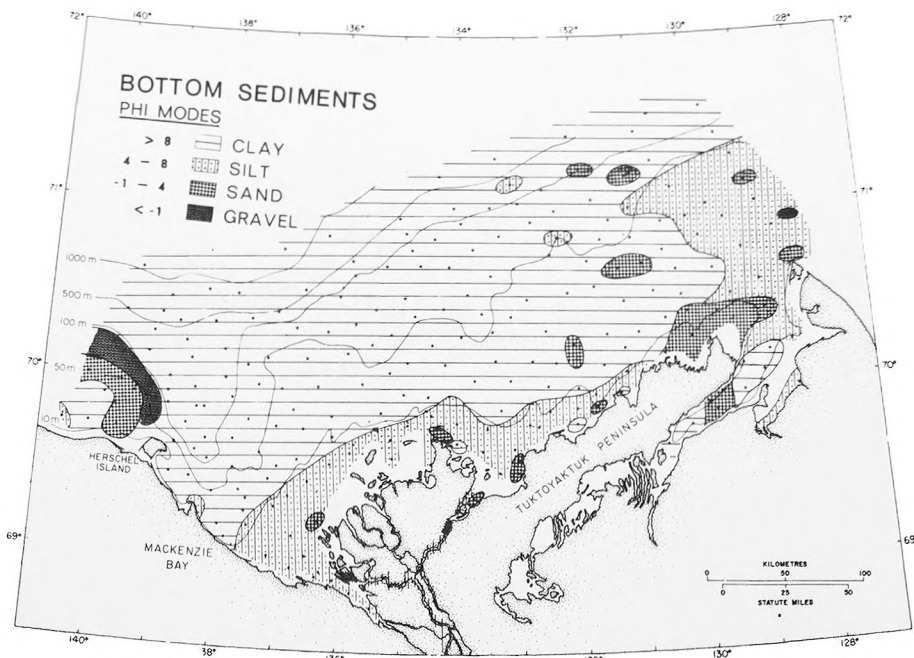 72° 140° 138° 136° 134° 132° 130° 128° 72°
BOTTOM SEDIMENTS
PHI MODES
> 8 CLAY
4 - 8 SILT
-1 - 4 SAND
< -1 GRAVEL
71° 71°
1000 m
500 m
100 m
70° 70°
50 m
10 m
HERSCHEL
ISLAND
TUKTOYAKTUK PENINSULA
69° 69°
MACKENZIE
BAY
KILOMETRES
0 50 100
0 25 50
STATUTE MILES
140° 138° 130° 128°